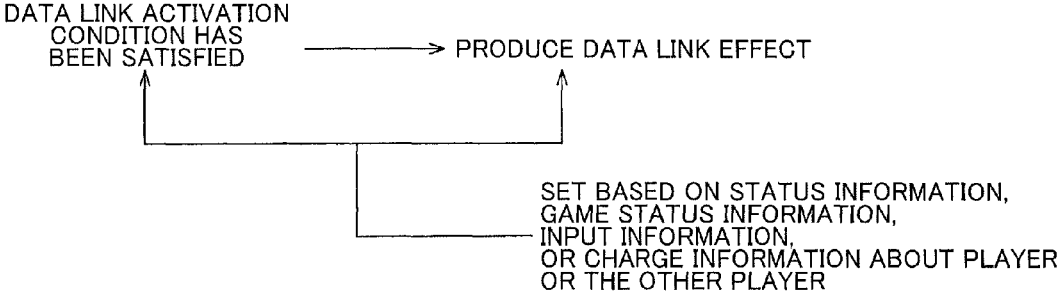 DATA LINK ACTIVATION
CONDITION HAS
BEEN SATISFIED
PRODUCE DATA LINK EFFECT
SET BASED ON STATUS INFORMATION,
GAME STATUS INFORMATION,
INPUT INFORMATION,
OR CHARGE INFORMATION ABOUT PLAYER
OR THE OTHER PLAYER